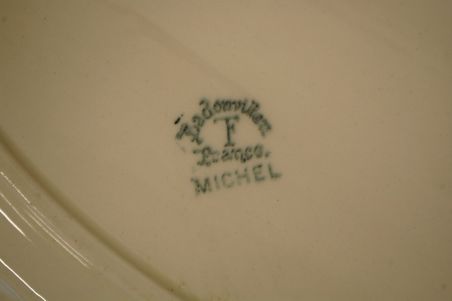 Badonviller
F
France.
MICHEL